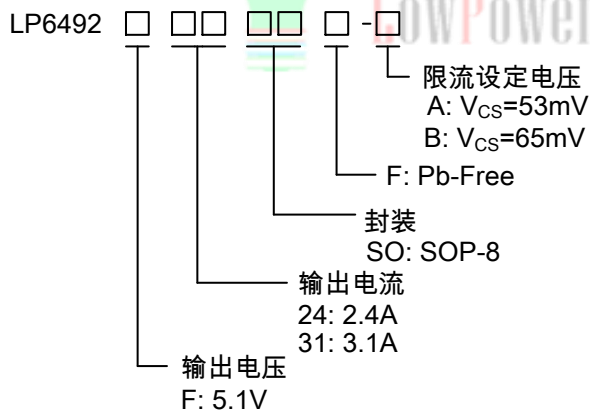 LowPower
LP6492 □ □□ □□ □ -□
限流设定电压
A: VCS=53mV
B: VCS=65mV
F: Pb-Free
封装
SO: SOP-8
输出电流
24: 2.4A
31: 3.1A
输出电压
F: 5.1V